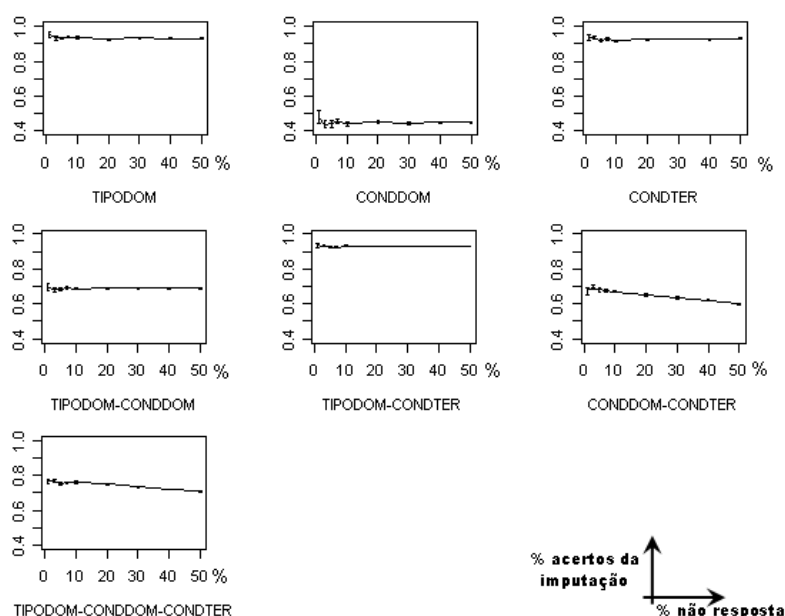 1.0
0.8
0.6
0.4
0 10 20 30 40 50 %
TIPODOM
1.0
0.8
0.6
0.4
0 10 20 30 40 50 %
CONDDOM
1.0
0.8
0.6
0.4
0 10 20 30 40 50 %
CONDTER
1.0
0.8
0.6
0.4
0 10 20 30 40 50 %
TIPODOM-CONDDOM
1.0
0.8
0.6
0.4
0 10 20 30 40 50 %
TIPODOM-CONDTER
1.0
0.8
0.6
0.4
0 10 20 30 40 50 %
CONDDOM-CONDTER
1.0
0.8
0.6
0.4
0 10 20 30 40 50 %
TIPODOM-CONDDOM-CONDTER
% acertos da
imputação
% não resposta